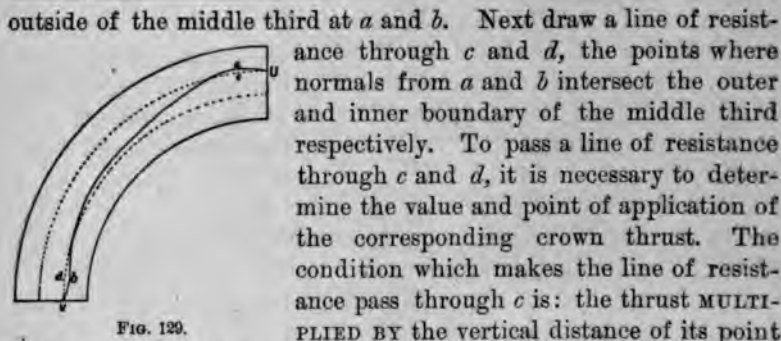 outside of the middle third at a and b. Next draw a line of resist-
ance through c and d, the points where
normals from a and b intersect the outer
and inner boundary of the middle third
respectively. To pass a line of resistance
through c and d, it is necessary to deter-
mine the value and point of application of
the corresponding crown thrust. The
condition which makes the line of resist-
ance pass through c is: the thrust MULTI-
PLIED BY the vertical distance of its point
U
d b
FIG. 129.